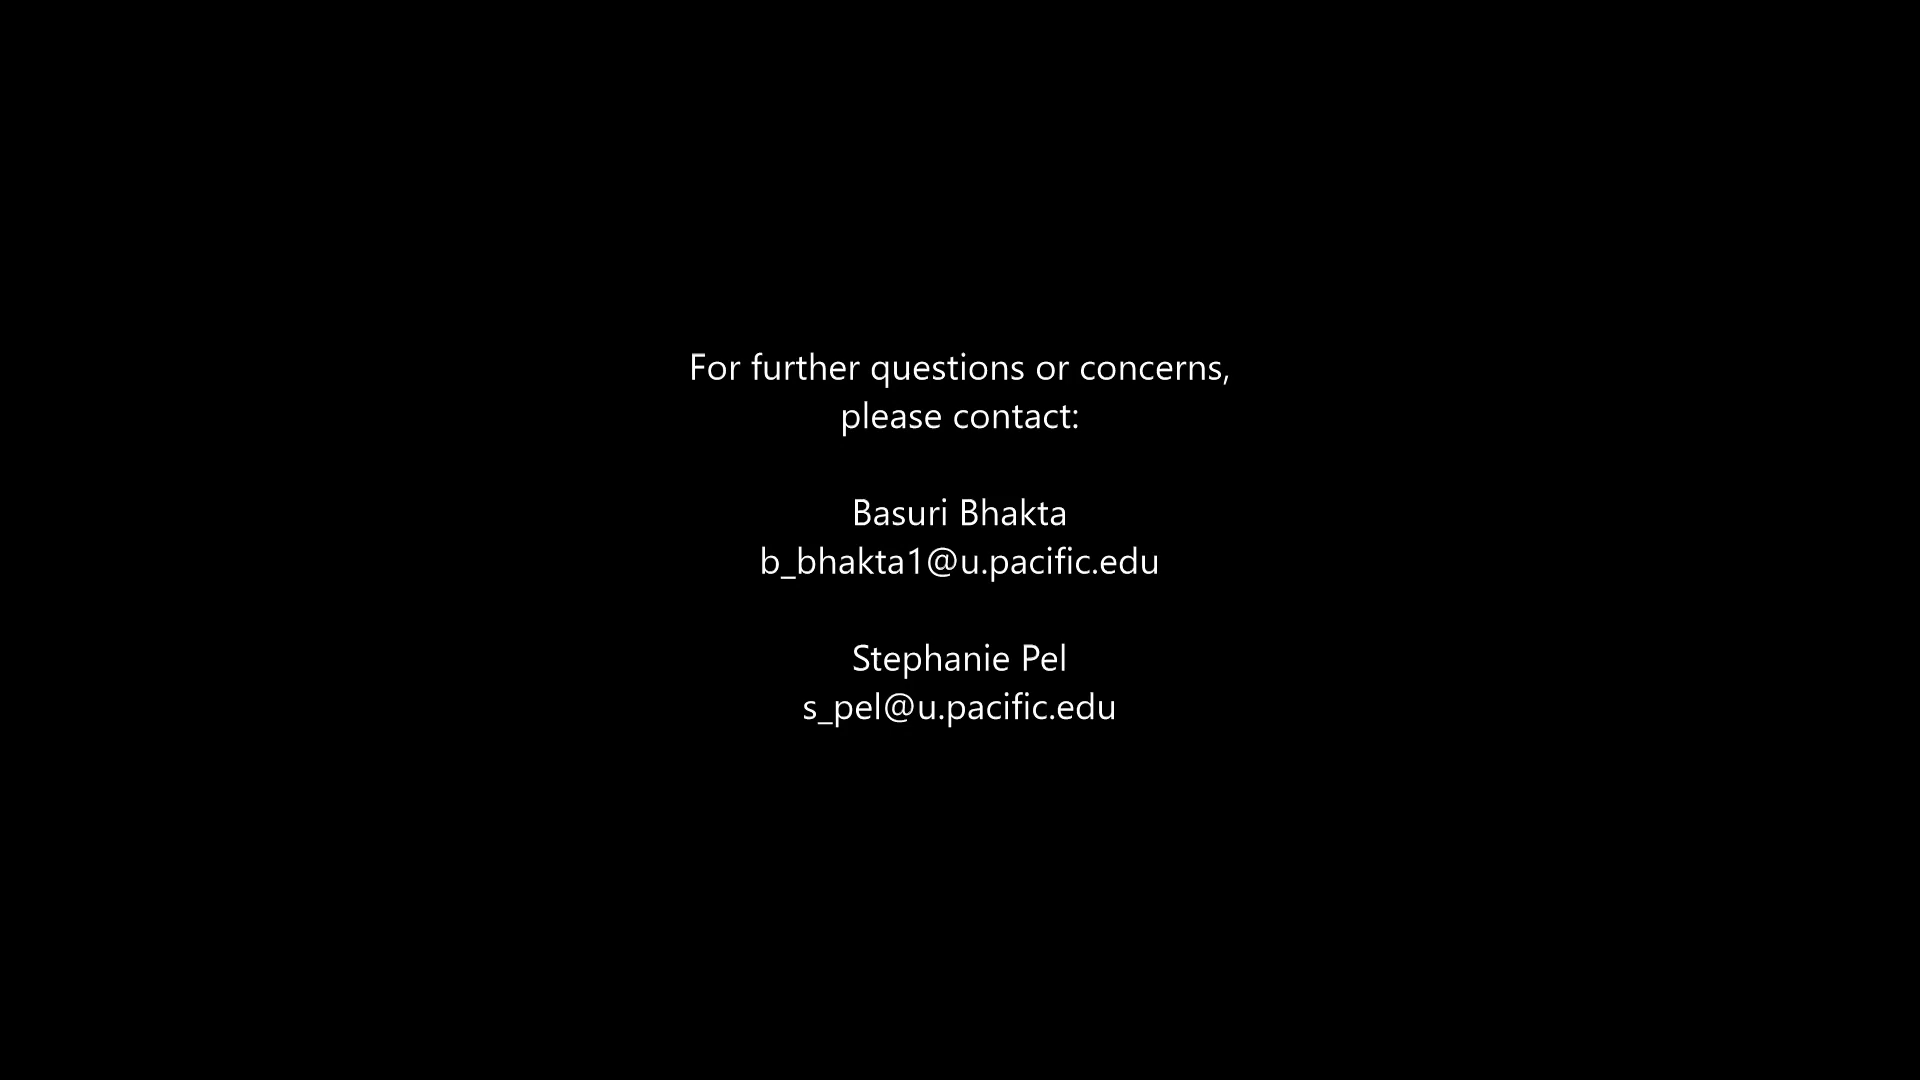 For further questions or concerns,
please contact:
Basuri Bhakta
b_bhakta1@u.pacific.edu
Stephanie Pel
s_pel@u.pacific.edu